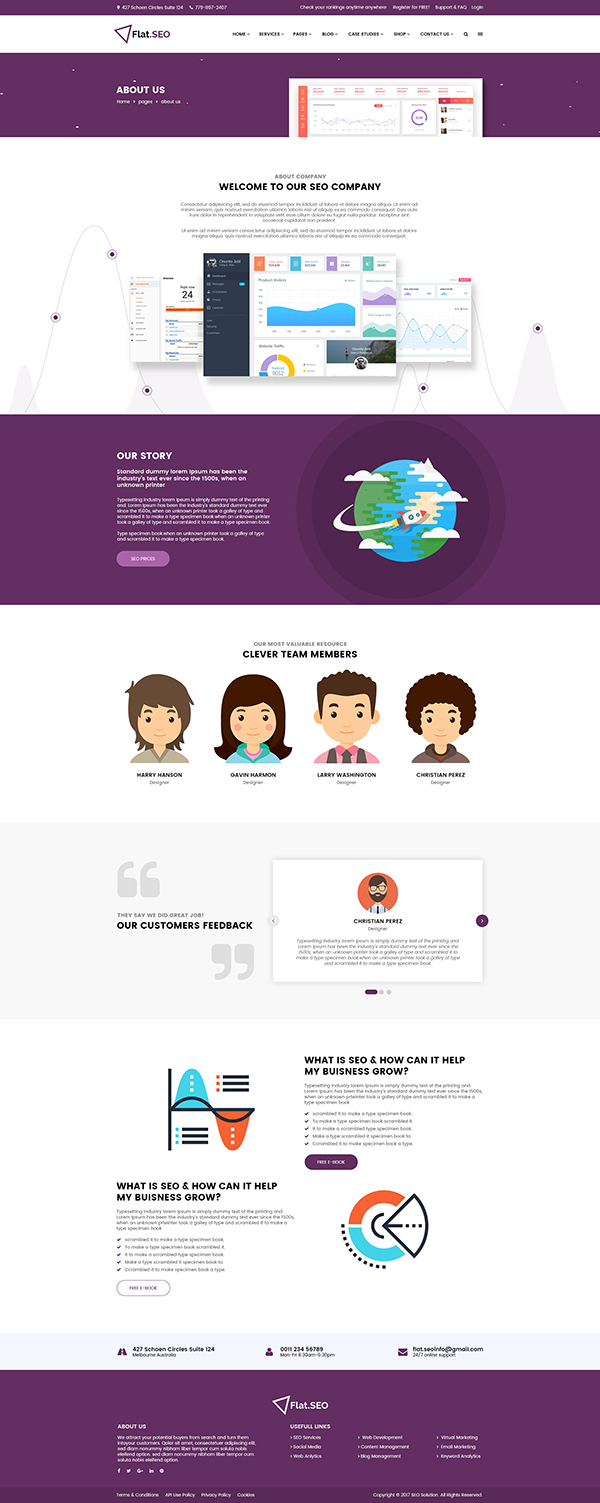 427 Schoen Circles Suite 124 779-897-2407 Check your rankings anytime anywhere Register for FREE! Support & FAQ Login
Flat.SEO HOME SERVICES PAGES BLOG CASE STUDIES SHOP CONTACT US
ABOUT US
Home pages about us
ABOUT COMPANY
WELCOME TO OUR SEO COMPANY
Consectetur adipisicing elit, sed do eiusmod tempor incididunt ut labore et dolore magna aliqua. Ut enim ad
minim veniam, quis nostrud exercitation ullamco laboris nisi ut aliquip ex ea commodo consequat. Duis aute
irure dolor in reprehenderit in voluptate velit esse cillum dolore eu fugiat nulla pariatur. Excepteur sint
occaecat cupidatat non proident.
Ut enim ad minim veniam, quis nostrud exercitation ullamco laboris nisi ut labore et dolore
magna aliqua. quis nostrud ut aliquip ex ea commodo consequat.
Right now
24
Product Visitors
Website Traffic
9012
OUR STORY
Standard dummy lorem Ipsum has been the
industry's text ever since the 1500s, when an
unknown printer
Typesetting industry lorem Ipsum is simply dummy text of the printing
and. Lorem Ipsum has been the industry's standard dummy text ever
since the 1500s, when an unknown printer took a galley of type and
scrambled it to make a type specimen book.when an unknown printer
took a galley of type and scrambled it to make a type specimen book.
Type specimen book.when an unknown printer took a galley of type
and scrambled it to make a type specimen book.
SEO PRICES
OUR MOST VALUABLE RESOURCE
CLEVER TEAM MEMBERS
HARRY HANSON GAVIN HARMON LARRY WASHINGTON CHRISTIAN PEREZ
Designer Designer Designer Designer
THEY SAY WE DID GREAT JOB!
OUR CUSTOMERS FEEDBACK
CHRISTIAN PEREZ
Designer
Typesetting industry lorem Ipsum is simply dummy text of the printing and.
Lorem Ipsum has been the industry's standard dummy text ever since the
1500s, when an unknown printer took a galley of type and scrambled it to
make a type specimen book.when an unknown printer took a galley of type
and scrambled it to make a type specimen book.
WHAT IS SEO & HOW CAN IT HELP
MY BUISNESS GROW?
Typesetting industry lorem Ipsum is simply dummy text of the printing and.
Lorem Ipsum has been the industry's standard dummy text ever since the 1500s,
when an unknown printer took a galley of type and scrambled it to make a type
specimen book
scrambled it to make a type specimen book.
To make a type specimen book scrambled it.
it to make a scrambled type specimen book.
Make a type scrambled it specimen book to
Ccrambled it to make specimen book a type.
FREE E-BOOK
WHAT IS SEO & HOW CAN IT HELP
MY BUISNESS GROW?
Typesetting industry lorem Ipsum is simply dummy text of the printing and.
Lorem Ipsum has been the industry's standard dummy text ever since the 1500s,
when an unknown printer took a galley of type and scrambled it to make a type
specimen book
scrambled it to make a type specimen book.
To make a type specimen book scrambled it.
it to make a scrambled type specimen book.
Make a type scrambled it specimen book to
Ccrambled it to make specimen book a type.
FREE E-BOOK
427 Schoen Circles Suite 124 0011 234 56789 flat.seoinfo@gmail.com
Melbourne Australia Mon-Fri 8:30am-6:30pm 24/7 online support
Flat.SEO
ABOUT US USEFULL LINKS
We attract your potential buyers from search and turn them
intoyour customers. Qolor sit amet, consectetuer adipiscing elit,
sed diam nonummy nibham liber tempor cum soluta nobis
eleifend option. sed diam nonummy nibham liber tempor
cum soluta nobis eleifend option.
SEO Services Web Development Virtual Marketing
Social Media Content Management Email Marketing
Web Analytics Blog Management Keyword Analytics
Terms & Conditions API Use Policy Privacy Policy Cookies Copyright © 2017 SEO Solution. All Rights Reserved.